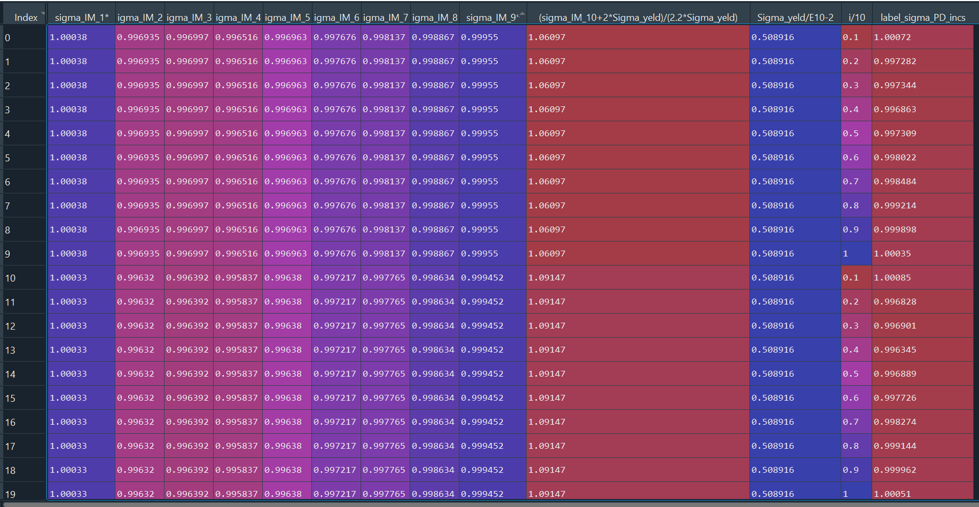 Index sigma_IM_1* igma_IM_2 igma_IM_3 igma_IM_4 igma_IM_5 igma_IM_6 igma_IM_7 igma_IM_8 sigma_IM_9* (sigma_IM_10+2*Sigma_yeld)/(2.2*Sigma_yeld) Sigma_yeld/E10-2 i/10 label_sigma_PD_incs
0 1.00038 0.996935 0.996997 0.996516 0.996963 0.997676 0.998137 0.998867 0.99955 1.06097 0.508916 0.1 1.00072
1 1.00038 0.996935 0.996997 0.996516 0.996963 0.997676 0.998137 0.998867 0.99955 1.06097 0.508916 0.2 0.997282
2 1.00038 0.996935 0.996997 0.996516 0.996963 0.997676 0.998137 0.998867 0.99955 1.06097 0.508916 0.3 0.997344
3 1.00038 0.996935 0.996997 0.996516 0.996963 0.997676 0.998137 0.998867 0.99955 1.06097 0.508916 0.4 0.996863
4 1.00038 0.996935 0.996997 0.996516 0.996963 0.997676 0.998137 0.998867 0.99955 1.06097 0.508916 0.5 0.997309
5 1.00038 0.996935 0.996997 0.996516 0.996963 0.997676 0.998137 0.998867 0.99955 1.06097 0.508916 0.6 0.998022
6 1.00038 0.996935 0.996997 0.996516 0.996963 0.997676 0.998137 0.998867 0.99955 1.06097 0.508916 0.7 0.998484
7 1.00038 0.996935 0.996997 0.996516 0.996963 0.997676 0.998137 0.998867 0.99955 1.06097 0.508916 0.8 0.999214
8 1.00038 0.996935 0.996997 0.996516 0.996963 0.997676 0.998137 0.998867 0.99955 1.06097 0.508916 0.9 0.999898
9 1.00038 0.996935 0.996997 0.996516 0.996963 0.997676 0.998137 0.998867 0.99955 1.06097 0.508916 1 1.00035
10 1.00033 0.99632 0.996392 0.995837 0.99638 0.997217 0.997765 0.998634 0.999452 1.09147 0.508916 0.1 1.00085
11 1.00033 0.99632 0.996392 0.995837 0.99638 0.997217 0.997765 0.998634 0.999452 1.09147 0.508916 0.2 0.996828
12 1.00033 0.99632 0.996392 0.995837 0.99638 0.997217 0.997765 0.998634 0.999452 1.09147 0.508916 0.3 0.996901
13 1.00033 0.99632 0.996392 0.995837 0.99638 0.997217 0.997765 0.998634 0.999452 1.09147 0.508916 0.4 0.996345
14 1.00033 0.99632 0.996392 0.995837 0.99638 0.997217 0.997765 0.998634 0.999452 1.09147 0.508916 0.5 0.996889
15 1.00033 0.99632 0.996392 0.995837 0.99638 0.997217 0.997765 0.998634 0.999452 1.09147 0.508916 0.6 0.997726
16 1.00033 0.99632 0.996392 0.995837 0.99638 0.997217 0.997765 0.998634 0.999452 1.09147 0.508916 0.7 0.998274
17 1.00033 0.99632 0.996392 0.995837 0.99638 0.997217 0.997765 0.998634 0.999452 1.09147 0.508916 0.8 0.999144
18 1.00033 0.99632 0.996392 0.995837 0.99638 0.997217 0.997765 0.998634 0.999452 1.09147 0.508916 0.9 0.999962
19 1.00033 0.99632 0.996392 0.995837 0.99638 0.997217 0.997765 0.998634 0.999452 1.09147 0.508916 1 1.00051